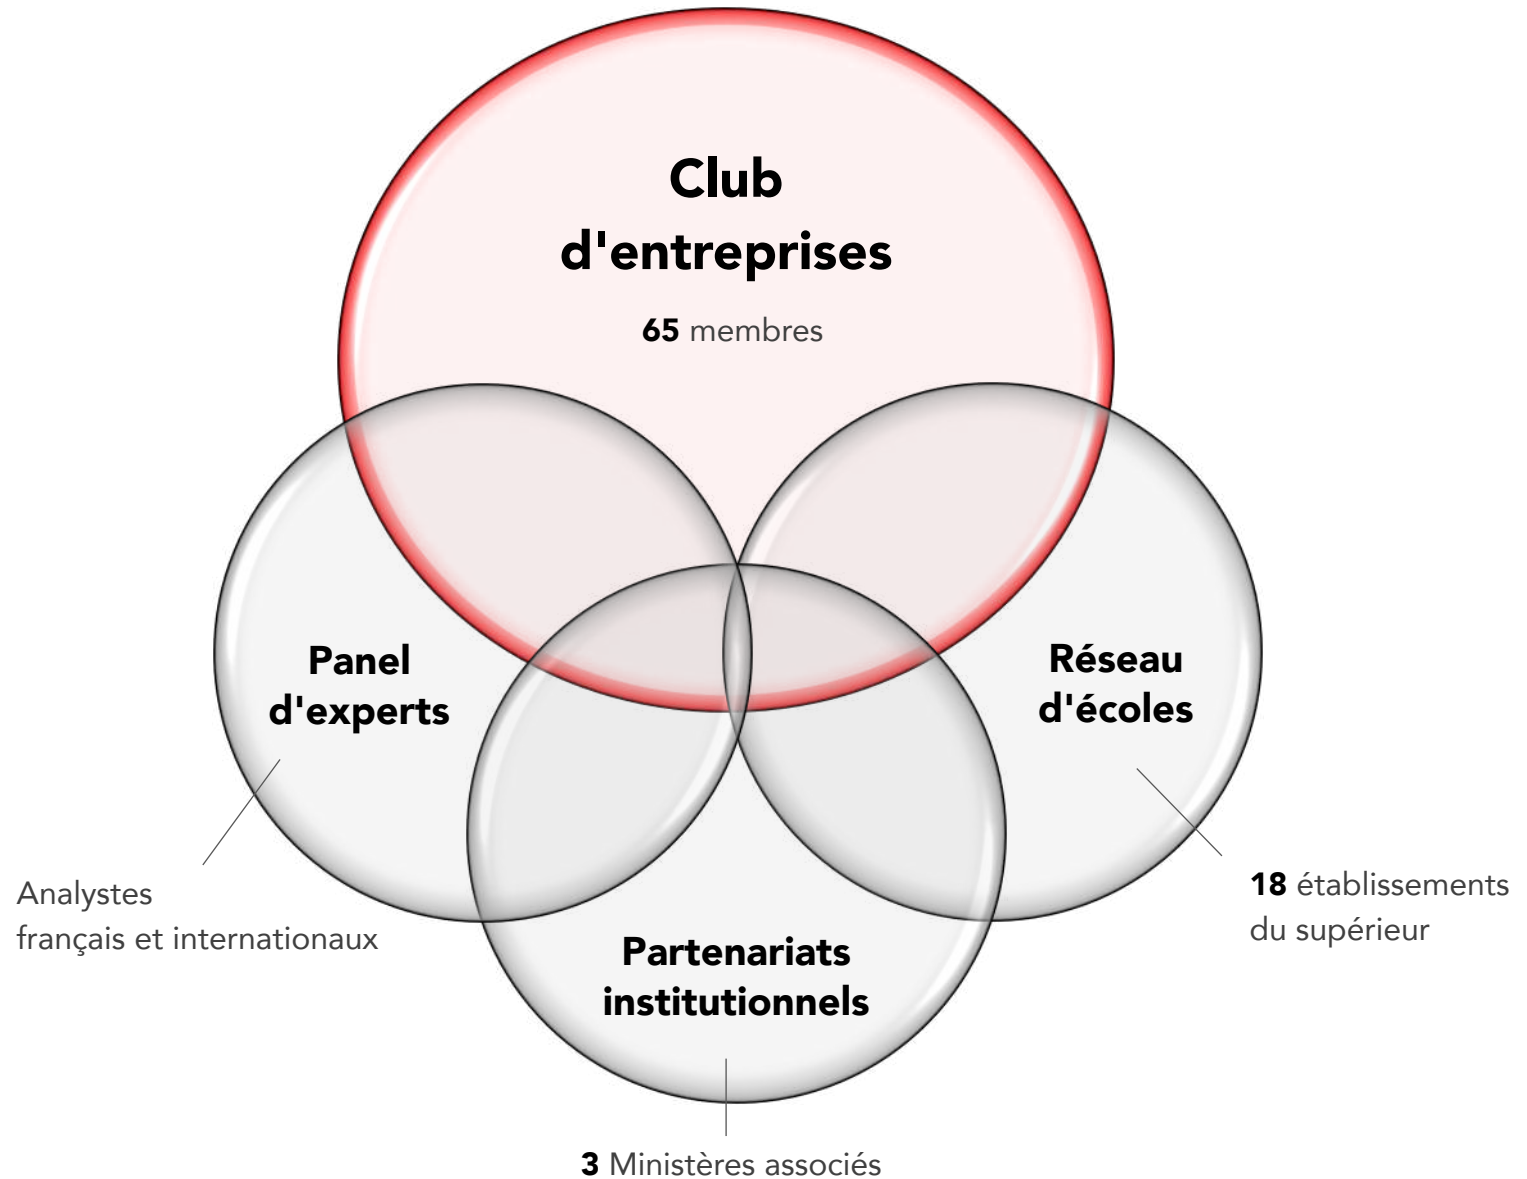 Club
d'entreprises
65 membres
Panel
d'experts
Réseau
d'écoles
Analystes
français et internationaux
18 établissements
du supérieur
Partenariats
institutionnels
3 Ministères associés